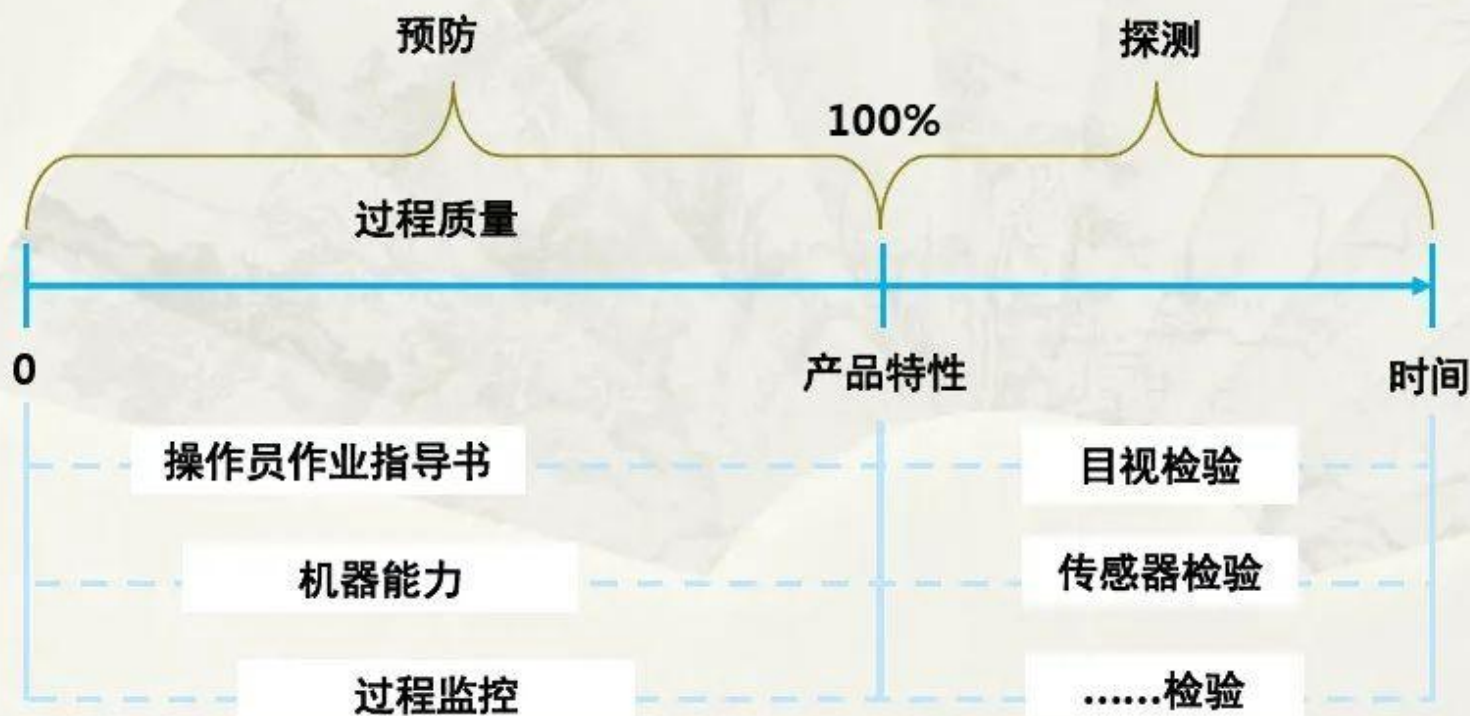 预防
探测
100%
过程质量
0
产品特性
时间
操作员作业指导书
目视检验
机器能力
传感器检验
过程监控
......检验